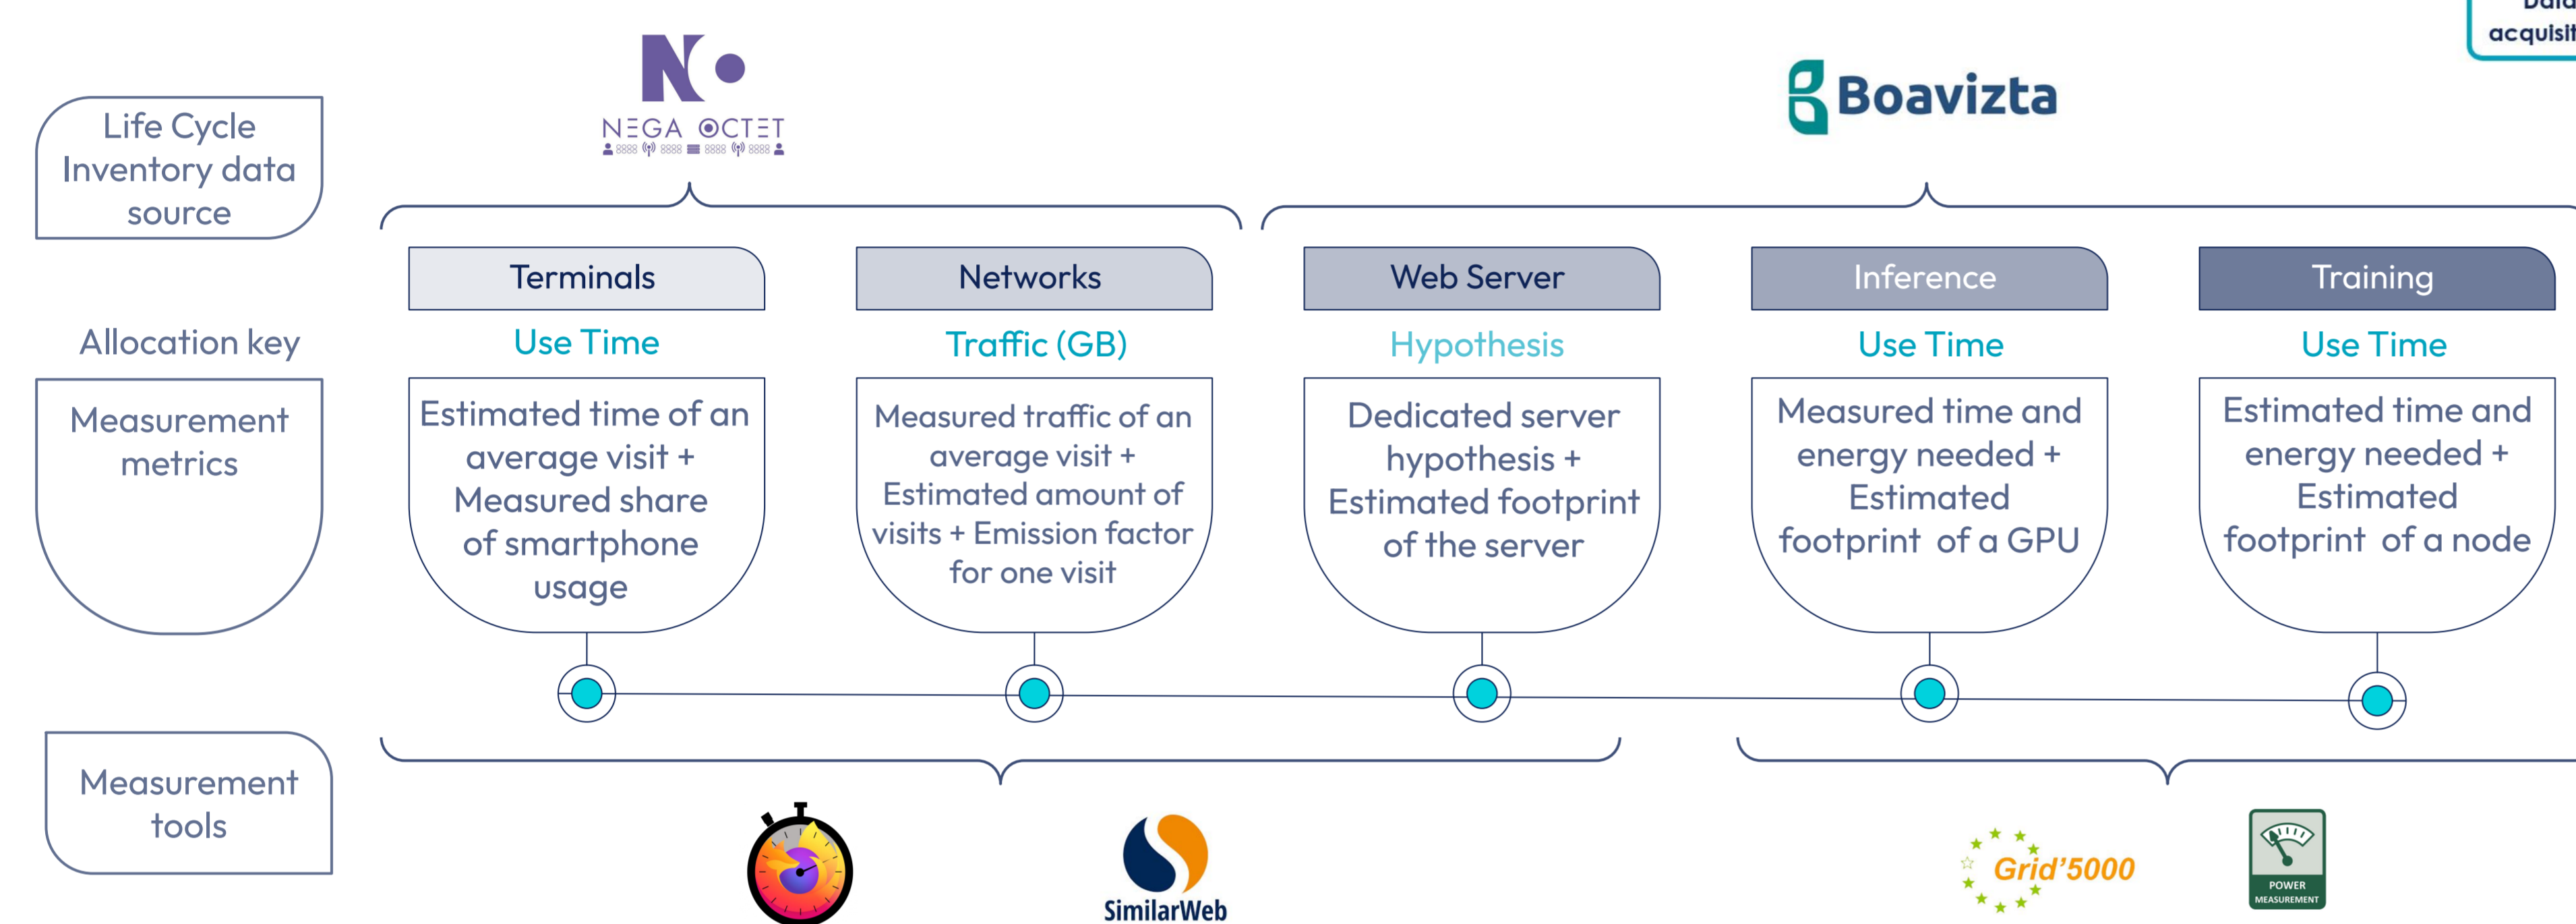 acquisit
NEGA OCTET
Boavizta
Life Cycle
Inventory data
source
Terminals
Networks
Web Server
Inference
Training
Allocation key
Use Time
Traffic (GB)
Hypothesis
Use Time
Use Time
Measurement
metrics
Estimated time of an
average visit +
Measured share
of smartphone
usage
Measured traffic of an
average visit +
Estimated amount of
visits + Emission factor
for one visit
Dedicated server
hypothesis +
Estimated footprint
of the server
Measured time and
energy needed +
Estimated
footprint of a GPU
Estimated time and
energy needed +
Estimated
footprint of a node
Measurement
tools
SimilarWeb
Grid'5000
POWER
MEASUREMENT